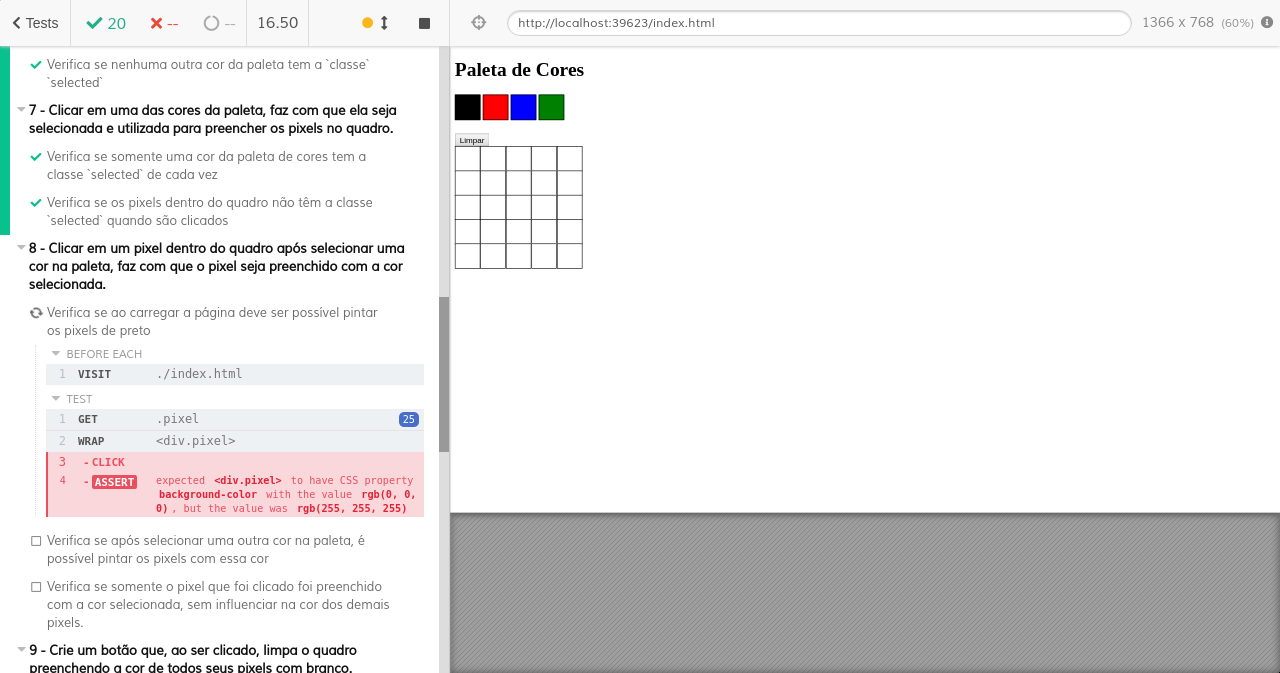 Tests
20
--
--
16.50
http://localhost:39623/index.html
1366 x 768 (60%)
Verifica se nenhuma outra cor da paleta tem a `classe`
`selected`
7 - Clicar em uma das cores da paleta, faz com que ela seja
selecionada e utilizada para preencher os pixels no quadro.
Verifica se somente uma cor da paleta de cores tem a
classe `selected` de cada vez
Verifica se os pixels dentro do quadro não têm a classe
`selected` quando são clicados
8 - Clicar em um pixel dentro do quadro após selecionar uma
cor na paleta, faz com que o pixel seja preenchido com a cor
selecionada.
Verifica se ao carregar a página deve ser possível pintar
os pixels de preto
BEFORE EACH
1 VISIT ./index.html
TEST
1 GET .pixel 25
2 WRAP <div.pixel>
3 -CLICK
4 -ASSERT expected <div.pixel> to have CSS property
background-color with the value rgb(0, 0,
0), but the value was rgb(255, 255, 255)
Verifica se após selecionar uma outra cor na paleta, é
possível pintar os pixels com essa cor
Verifica se somente o pixel que foi clicado foi preenchido
com a cor selecionada, sem influenciar na cor dos demais
pixels.
9 - Crie um botão que, ao ser clicado, limpa o quadro
preenchendo a cor de todos seus pixels com branco.
Paleta de Cores
Limpar